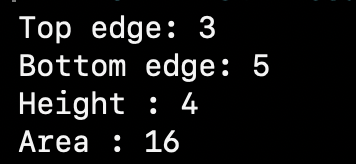 Top edge: 3
Bottom edge: 5
Height : 4
Area : 16